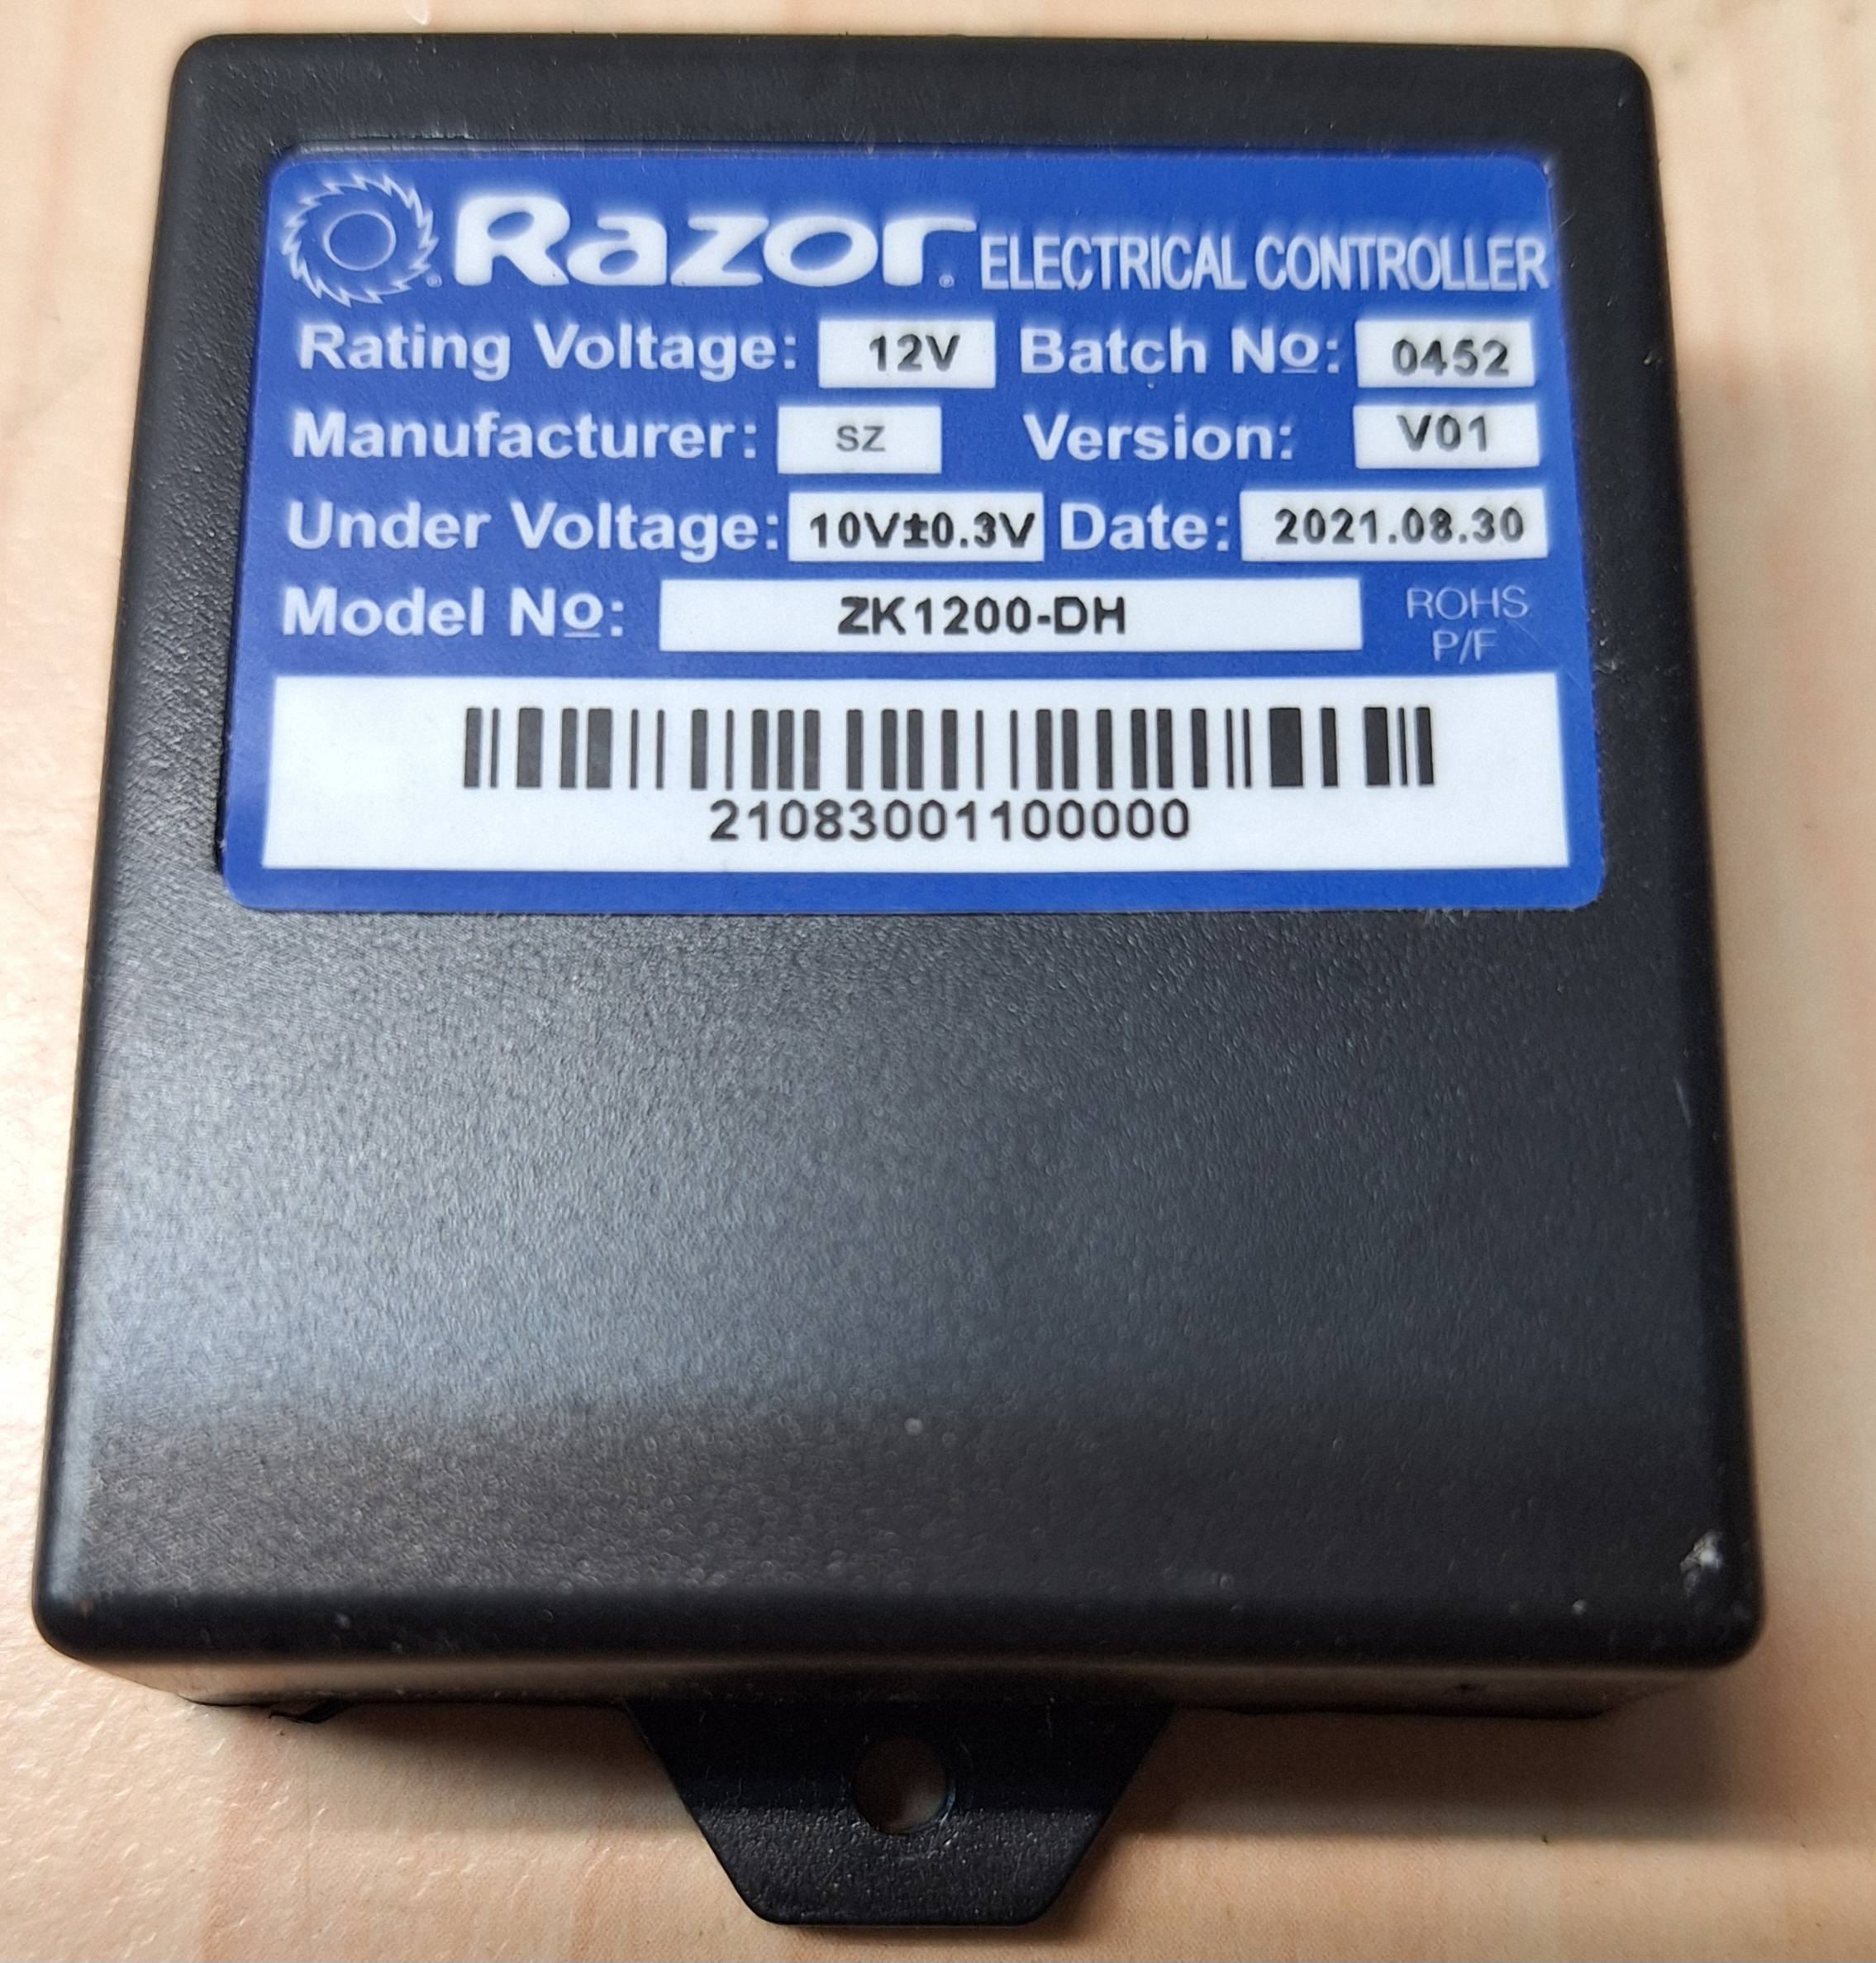 Razor® ELECTRICAL CONTROLLER
Rating Voltage: 12V Batch No: 0452
Manufacturer: SZ Version: V01
Under Voltage: 10V±0.3V Date: 2021.08.30
Model No: ZK1200-DH ROHS
P/F
21083001100000